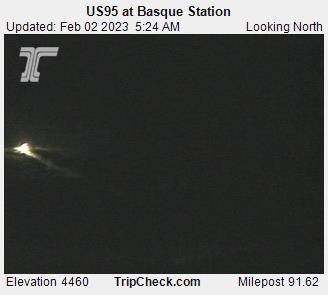 US95 at Basque Station
Updated: Feb 02 2023 5:24 AM Looking North
Elevation 4460 TripCheck.com Milepost 91.62